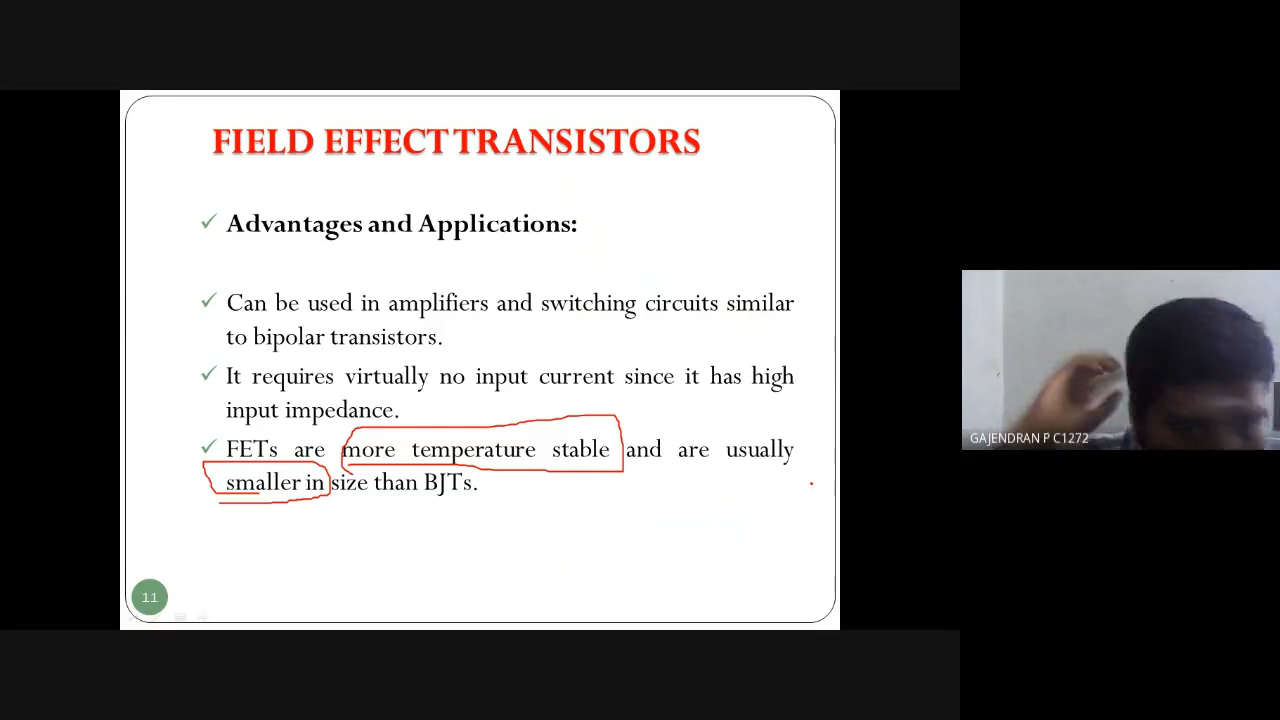 FIELD EFFECT TRANSISTORS
Advantages and Applications:
Can be used in amplifiers and switching circuits similar
to bipolar transistors.
It requires virtually no input current since it has high
input impedance.
FETs are more temperature stable and are usually
smaller in size than BJTs.
11
GAJENDRAN P C1272